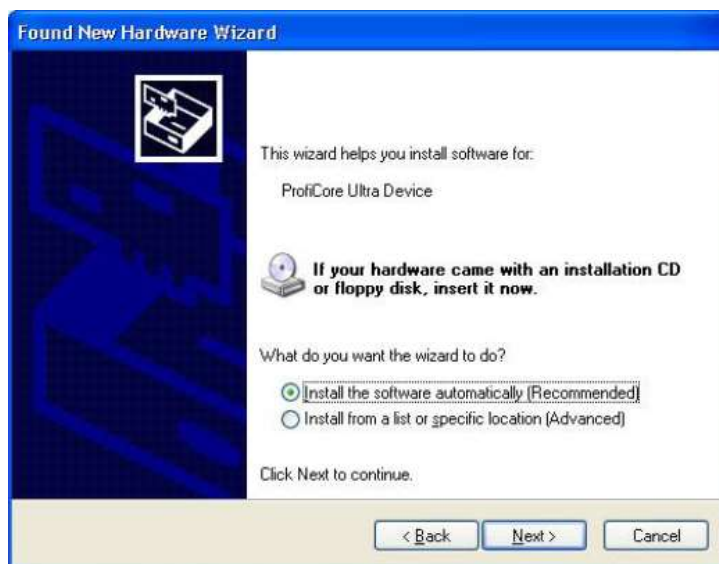 Found New Hardware Wizard
This wizard helps you install software for:
ProfiCore Ultra Device
If your hardware came with an installation CD
or floppy disk, insert it now.
What do you want the wizard to do?
Install the software automatically (Recommended)
Install from a list or specific location (Advanced)
Click Next to continue.
< Back
Next >
Cancel